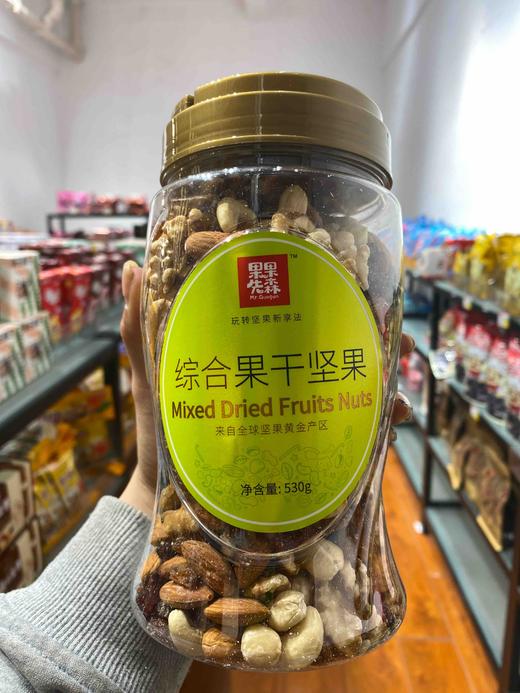 果果
先森
™
Mr Guoguo
玩转坚果新享法
综合果干坚果
Mixed Dried Fruits Nuts
来自全球坚果黄金产区
净含量: 530g